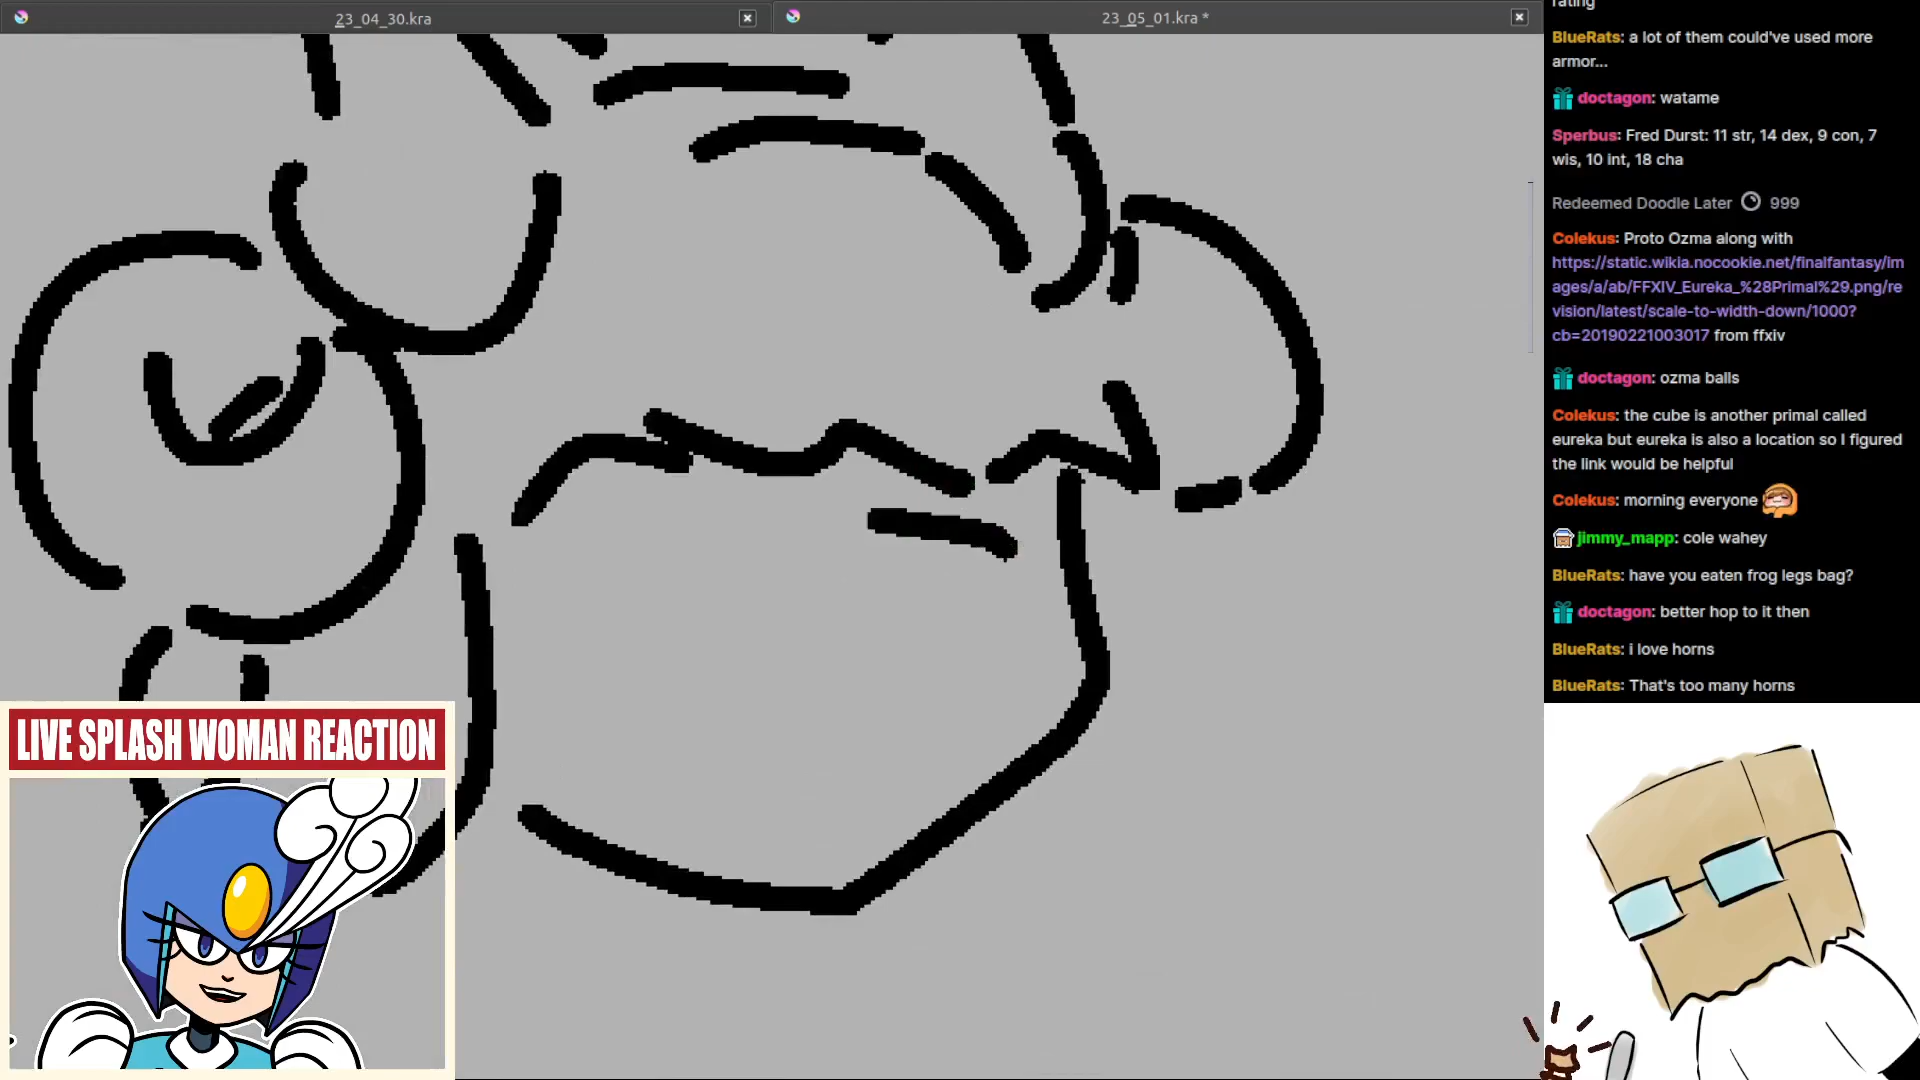 23_04_30.kra
23_05_01.kra *
rating
BlueRats: a lot of them could've used more
armor...
doctagon: watame
Sperbus: Fred Durst: 11 str, 14 dex, 9 con, 7
wis, 10 int, 18 cha
Redeemed Doodle Later 999
Colekus: Proto Ozma along with
https://static.wikia.nocookie.net/finalfantasy/im
ages/a/ab/FFXIV_Eureka_%28Primal%29.png/re
vision/latest/scale-to-width-down/1000?
cb=20190221003017 from ffxiv
doctagon: ozma balls
Colekus: the cube is another primal called
eureka but eureka is also a location so I figured
the link would be helpful
Colekus: morning everyone
jimmy_mapp: cole wahey
BlueRats: have you eaten frog legs bag?
doctagon: better hop to it then
BlueRats: i love horns
BlueRats: That's too many horns
LIVE SPLASH WOMAN REACTION